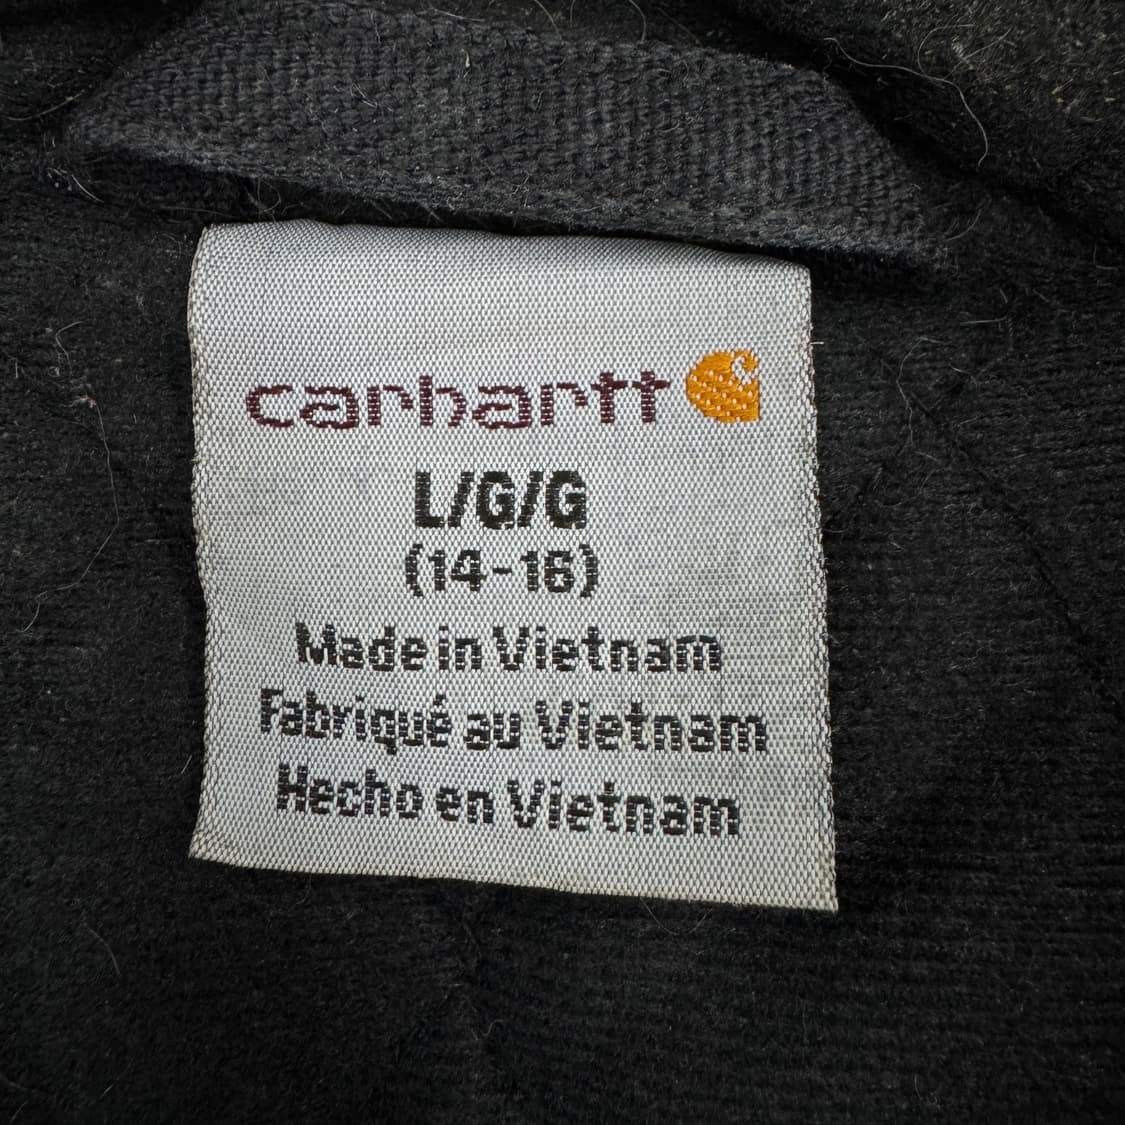 carhartt
L/G/G
(14-16)
Made in Vietnam
Fabriqué au Vietnam
Hecho en Vietnam